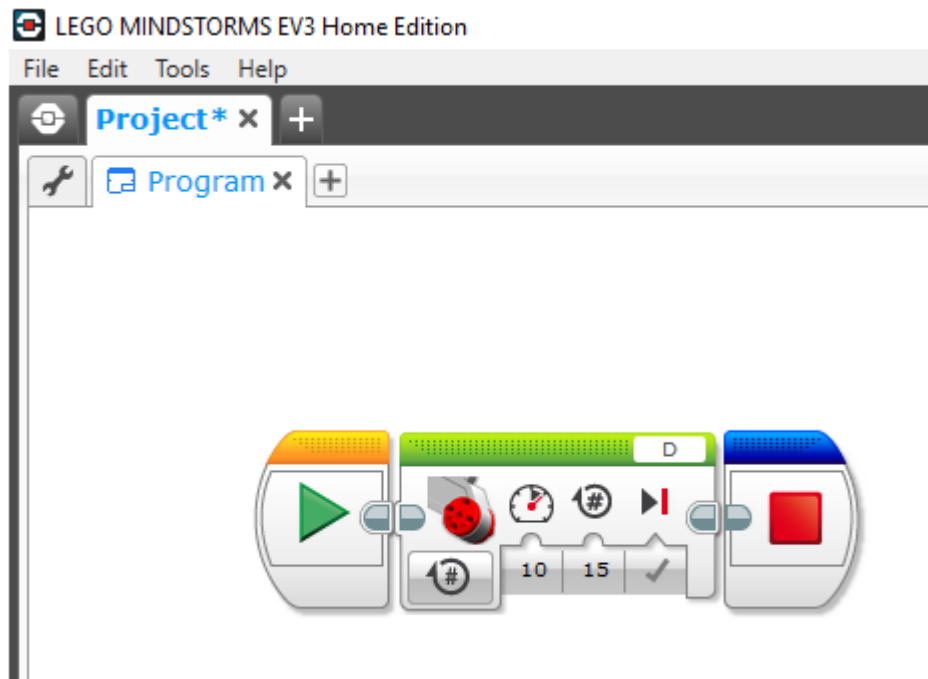 LEGO MINDSTORMS EV3 Home Edition
File Edit Tools Help
Project*
Program
D
#
# 10 15